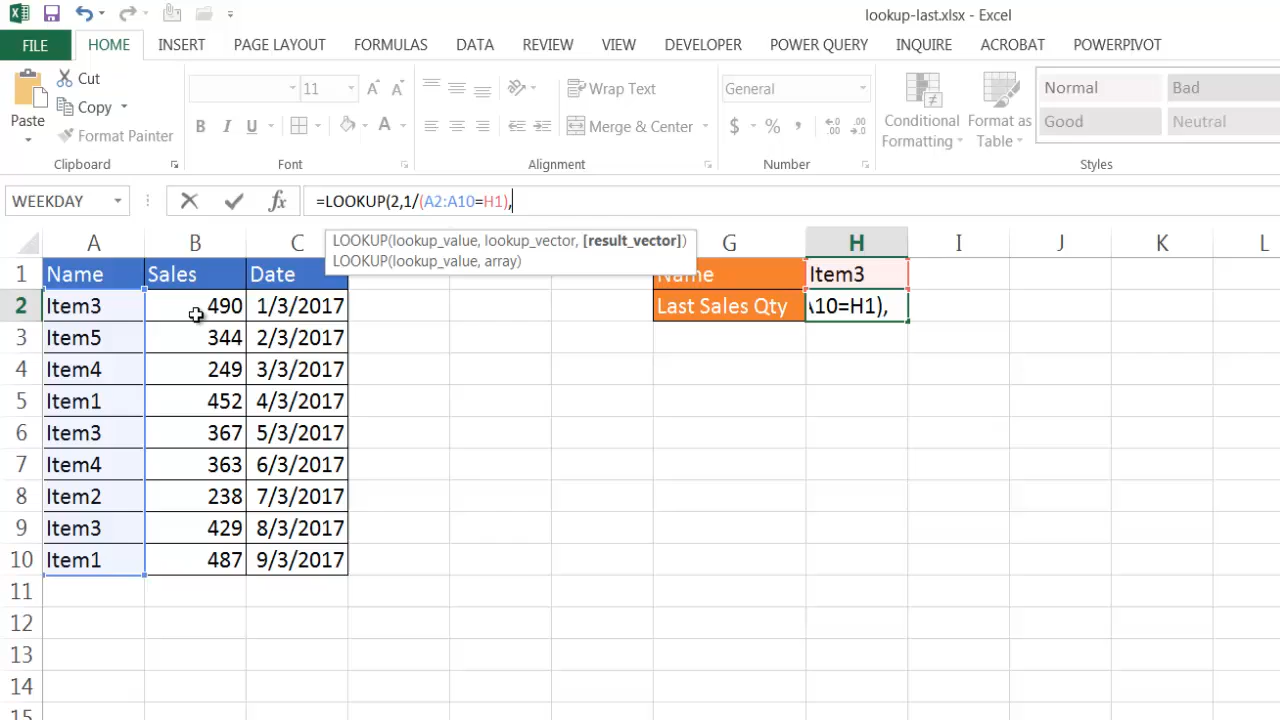 lookup-last.xlsx - Excel
FILE HOME INSERT PAGE LAYOUT FORMULAS DATA REVIEW VIEW DEVELOPER POWER QUERY INQUIRE ACROBAT POWERPIVOT
Paste
Cut
Copy
Format Painter
Clipboard
11
A A
B I U A
Font
Wrap Text
Merge & Center
Alignment
General
$ % ,
Number
Conditional
Formatting
Format as
Table
Normal Bad
Good Neutral
Styles
WEEKDAY fx =LOOKUP(2,1/(A2:A10=H1),
LOOKUP(lookup_value, lookup_vector, [result_vector])
LOOKUP(lookup_value, array)
A B C G H I J K L
1 Name Sales Date Name Item3
2 Item3 490 1/3/2017 Last Sales Qty A10=H1),
3 Item5 344 2/3/2017
4 Item4 249 3/3/2017
5 Item1 452 4/3/2017
6 Item3 367 5/3/2017
7 Item4 363 6/3/2017
8 Item2 238 7/3/2017
9 Item3 429 8/3/2017
10 Item1 487 9/3/2017
11
12
13
14
15